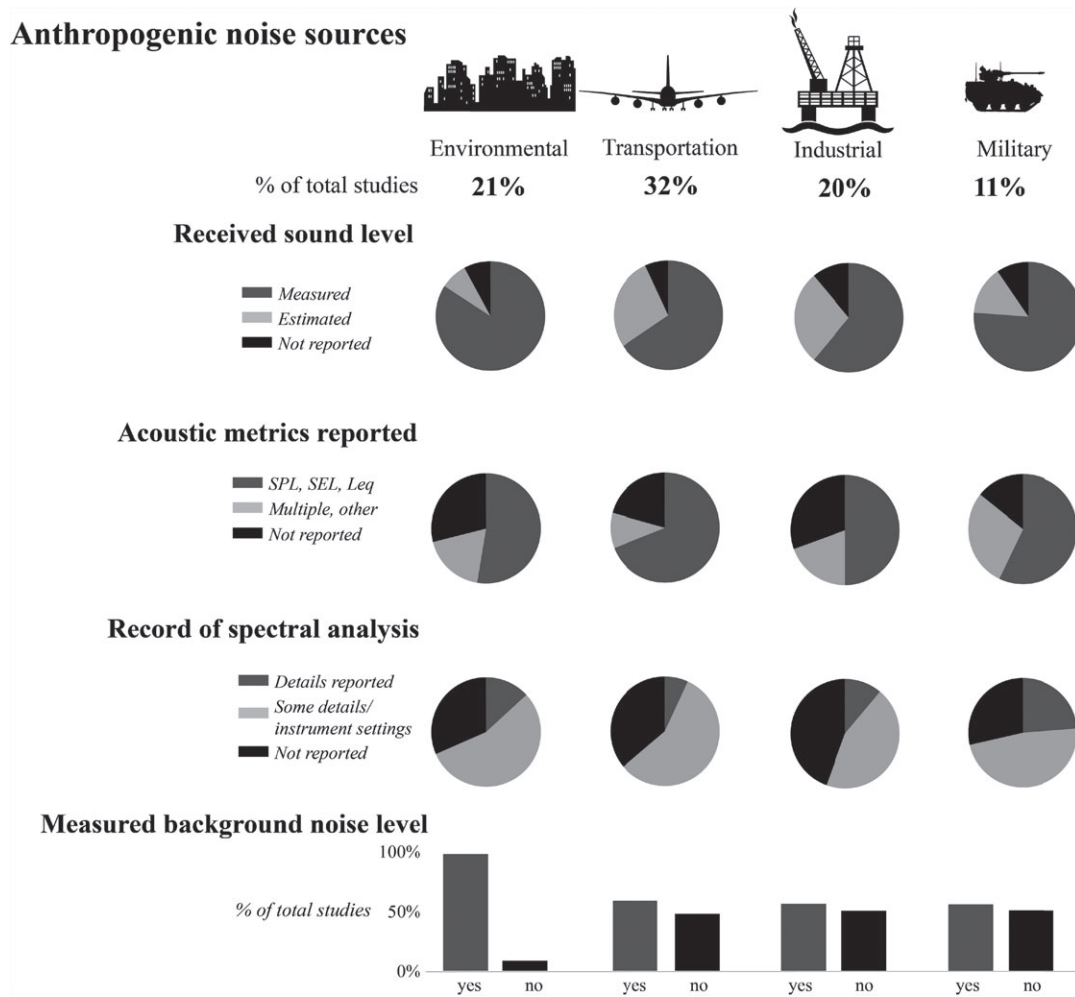 Anthropogenic noise sources
Environmental Transportation Industrial Military
% of total studies 21% 32% 20% 11%
Received sound level
Measured
Estimated
Not reported
Acoustic metrics reported
SPL, SEL, Leq
Multiple, other
Not reported
Record of spectral analysis
Details reported
Some details/
instrument settings
Not reported
Measured background noise level
100%
% of total studies 50%
0%
yes no yes no yes no yes no